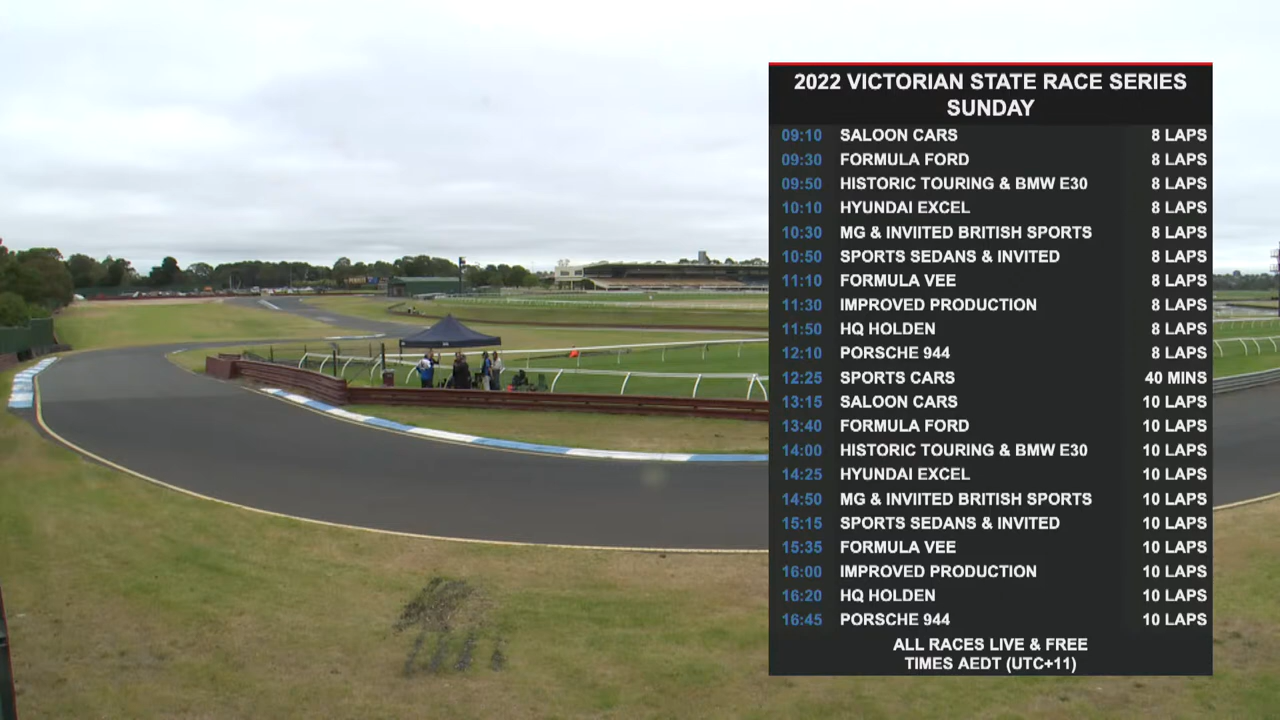 2022 VICTORIAN STATE RACE SERIES
SUNDAY
09:10 SALOON CARS 8 LAPS
09:30 FORMULA FORD 8 LAPS
09:50 HISTORIC TOURING & BMW E30 8 LAPS
10:10 HYUNDAI EXCEL 8 LAPS
10:30 MG & INVIITED BRITISH SPORTS 8 LAPS
10:50 SPORTS SEDANS & INVITED 8 LAPS
11:10 FORMULA VEE 8 LAPS
11:30 IMPROVED PRODUCTION 8 LAPS
11:50 HQ HOLDEN 8 LAPS
12:10 PORSCHE 944 8 LAPS
12:25 SPORTS CARS 40 MINS
13:15 SALOON CARS 10 LAPS
13:40 FORMULA FORD 10 LAPS
14:00 HISTORIC TOURING & BMW E30 10 LAPS
14:25 HYUNDAI EXCEL 10 LAPS
14:50 MG & INVIITED BRITISH SPORTS 10 LAPS
15:15 SPORTS SEDANS & INVITED 10 LAPS
15:35 FORMULA VEE 10 LAPS
16:00 IMPROVED PRODUCTION 10 LAPS
16:20 HQ HOLDEN 10 LAPS
16:45 PORSCHE 944 10 LAPS
ALL RACES LIVE & FREE
TIMES AEDT (UTC+11)